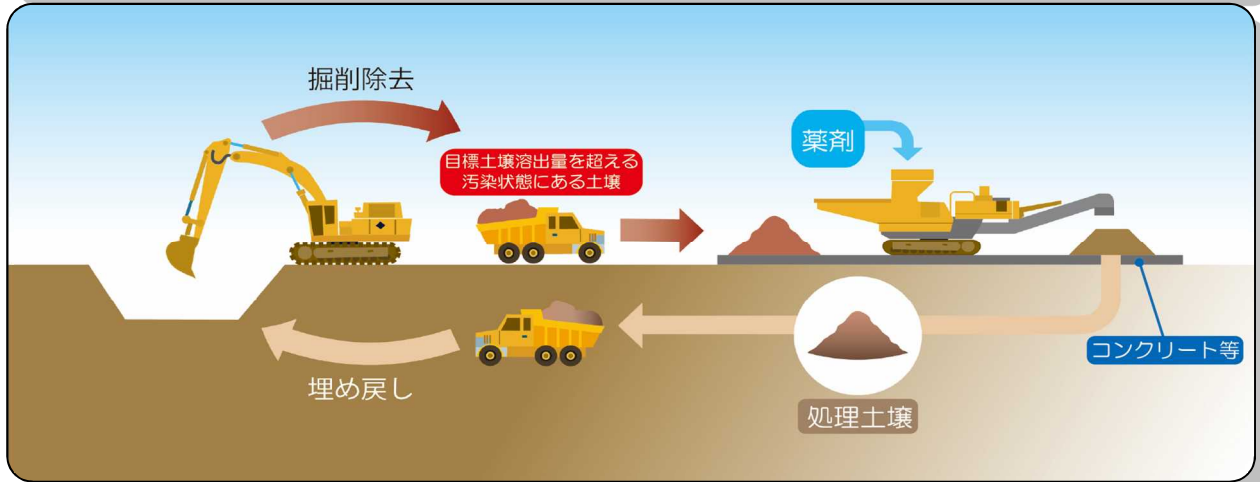 掘削除去
目標土壌溶出量を超える
汚染状態にある土壌
薬剤
コンクリート等
埋め戻し
処理土壌